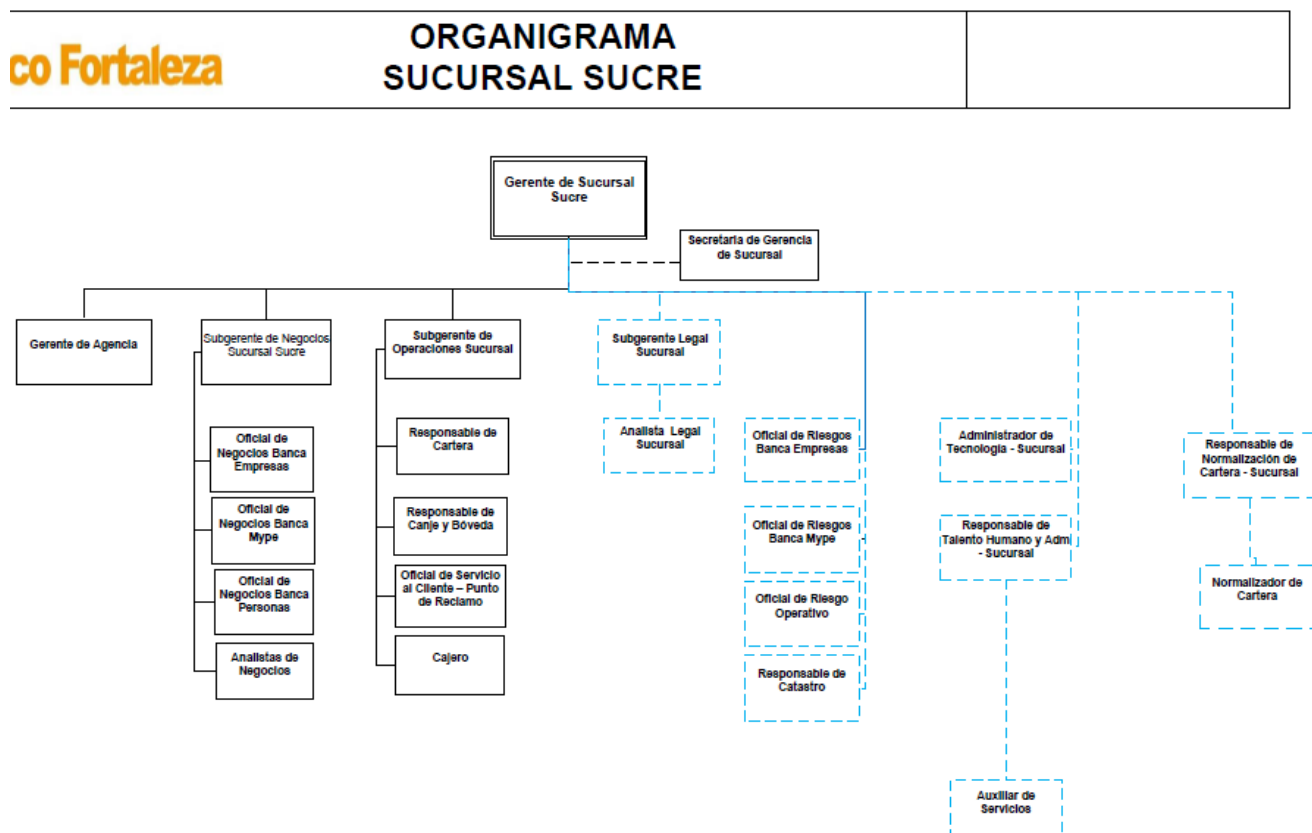 ORGANIGRAMA
SUCURSAL SUCRE
co Fortaleza
Gerente de Sucursal
Sucre
Secretaria de Gerencia
de Sucursal
Gerente de Agencia
Subgerente de Negocios
Sucursal Sucre
Subgerente de
Operaciones Sucursal
Subgerente Legal
Sucursal
Oficial de
Negocios Banca
Empresas
Responsable de
Cartera
Analista Legal
Sucursal
Oficial de Riesgos
Banca Empresas
Administrador de
Tecnología - Sucursal
Responsable de
Normalización de
Cartera - Sucursal
Oficial de
Negocios Banca
Mype
Responsable de
Canje y Bóveda
Oficial de Riesgos
Banca Mype
Responsable de
Talento Humano y Adm
- Sucursal
Oficial de
Negocios Banca
Personas
Oficial de Servicio
al Cliente – Punto
de Reclamo
Oficial de Riesgo
Operativo
Normalizador de
Cartera
Analistas de
Negocios
Cajero
Responsable de
Catastro
Auxiliar de
Servicios